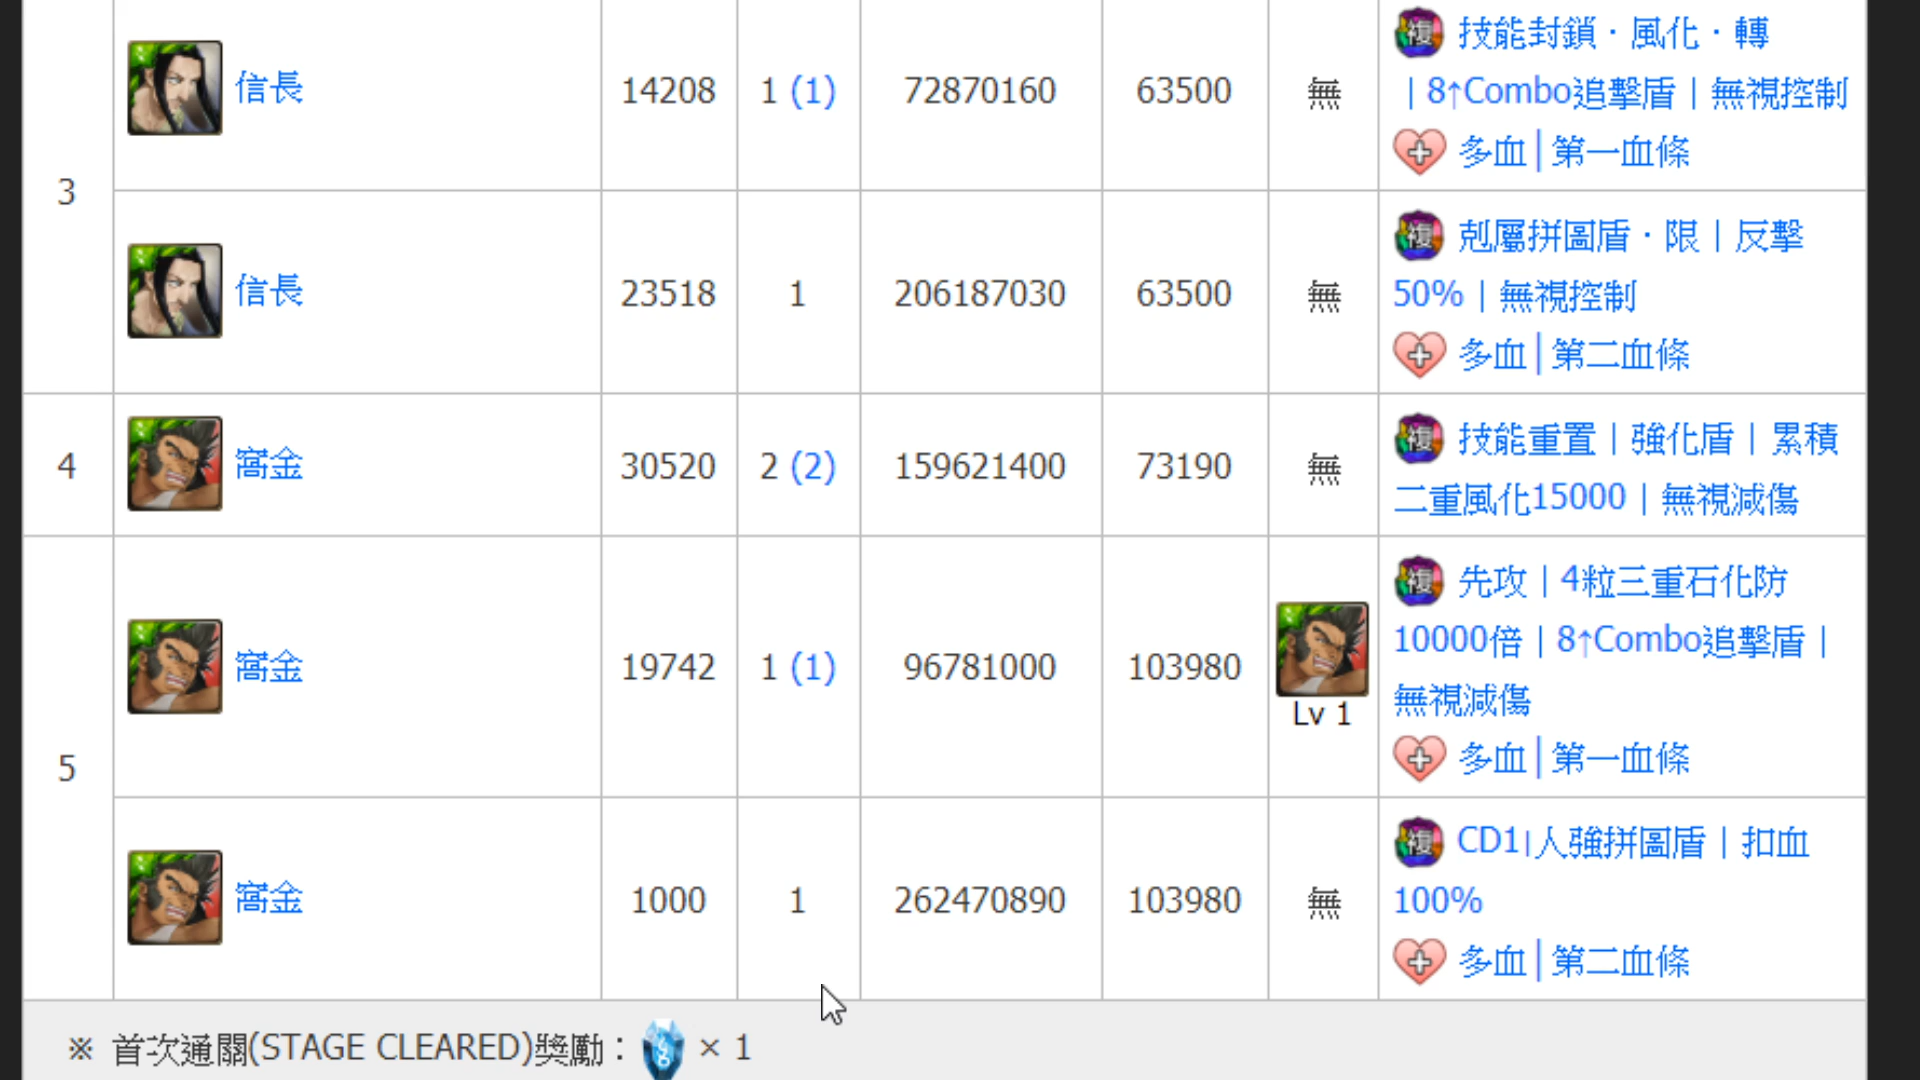 3
信長
14208
1 (1)
72870160
63500
無
複 技能封鎖‧風化‧轉
| 8↑Combo追擊盾 | 無視控制
多血 | 第一血條
信長
23518
1
206187030
63500
無
複 剋屬拼圖盾‧限 | 反擊
50% | 無視控制
多血 | 第二血條
4
窩金
30520
2 (2)
159621400
73190
無
複 技能重置 | 強化盾 | 累積
二重風化15000 | 無視減傷
5
窩金
19742
1 (1)
96781000
103980
Lv 1
複 先攻 | 4粒三重石化防
10000倍 | 8↑Combo追擊盾 |
無視減傷
多血 | 第一血條
窩金
1000
1
262470890
103980
無
複 CD1 | 人強拼圖盾 | 扣血
100%
多血 | 第二血條
※ 首次通關(STAGE CLEARED)獎勵： × 1